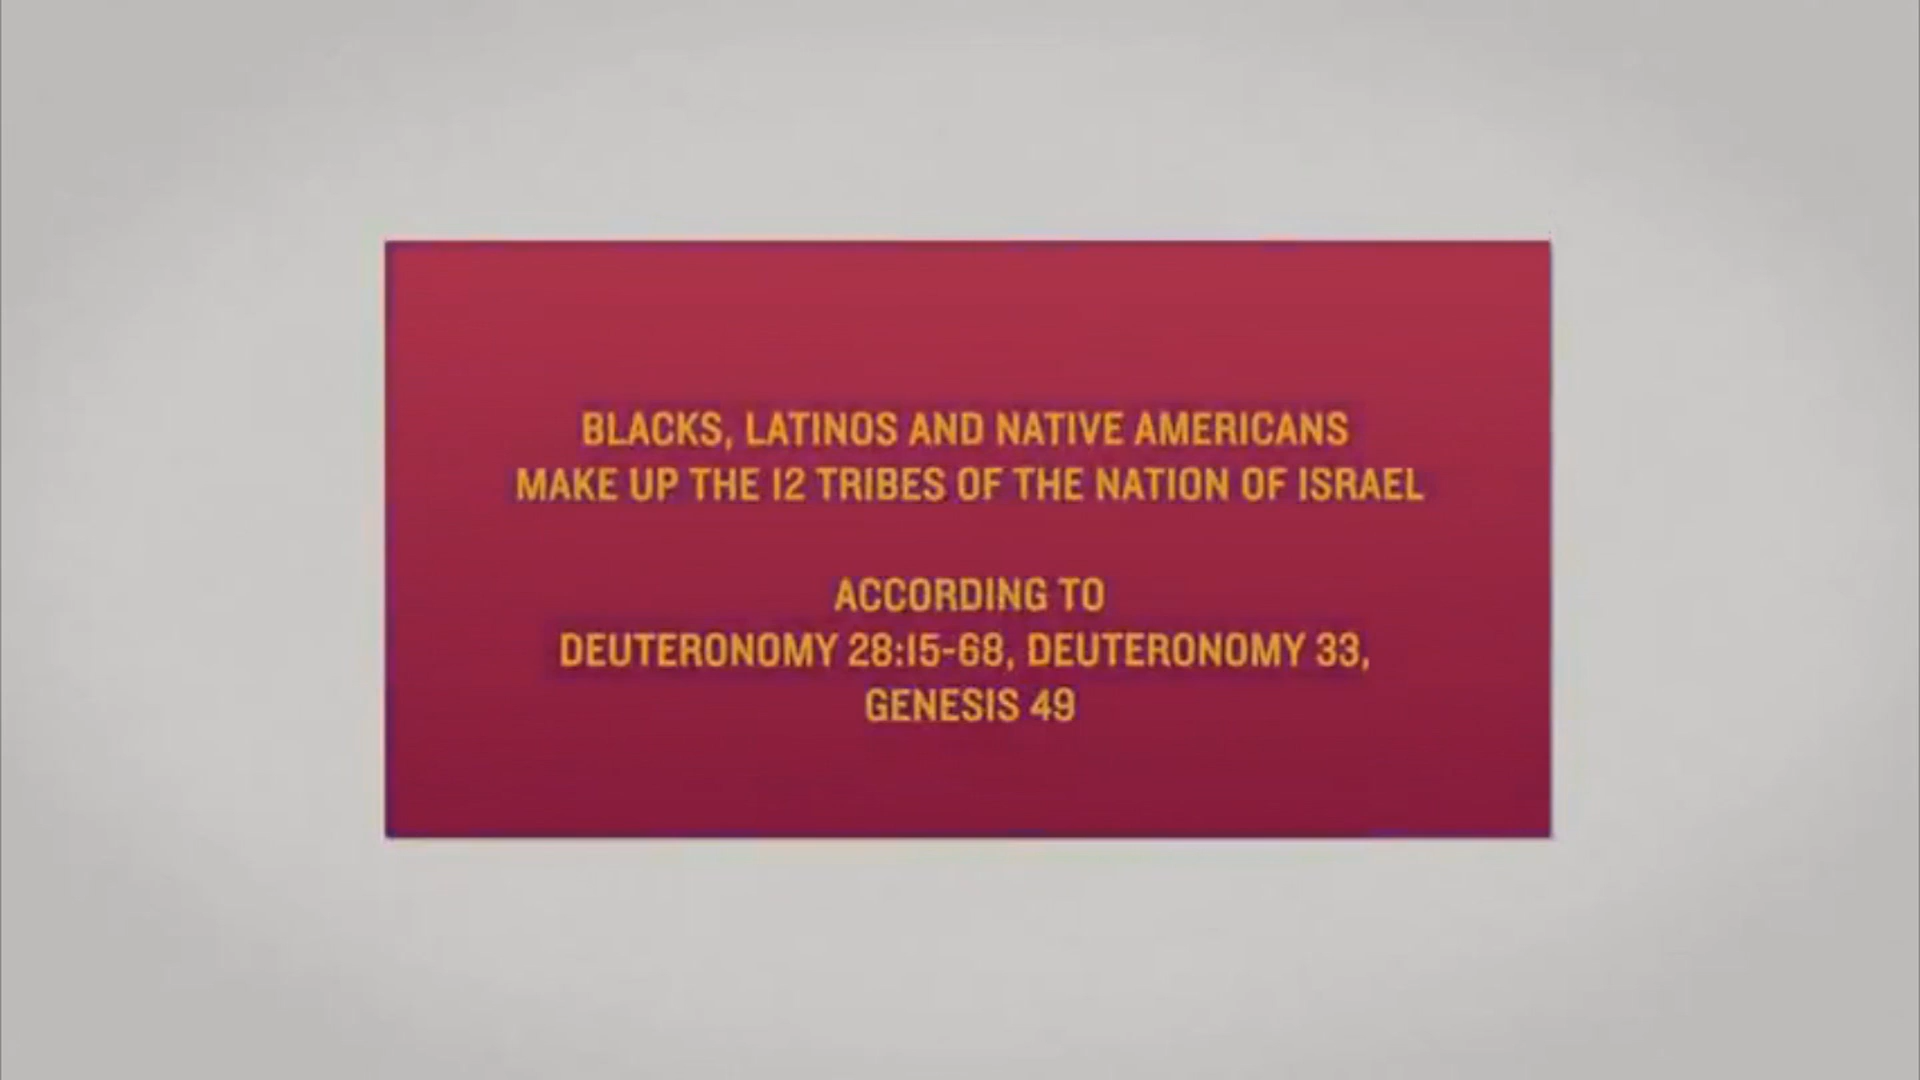 BLACKS, LATINOS AND NATIVE AMERICANS
MAKE UP THE 12 TRIBES OF THE NATION OF ISRAEL
ACCORDING TO
DEUTERONOMY 28:15-68, DEUTERONOMY 33,
GENESIS 49